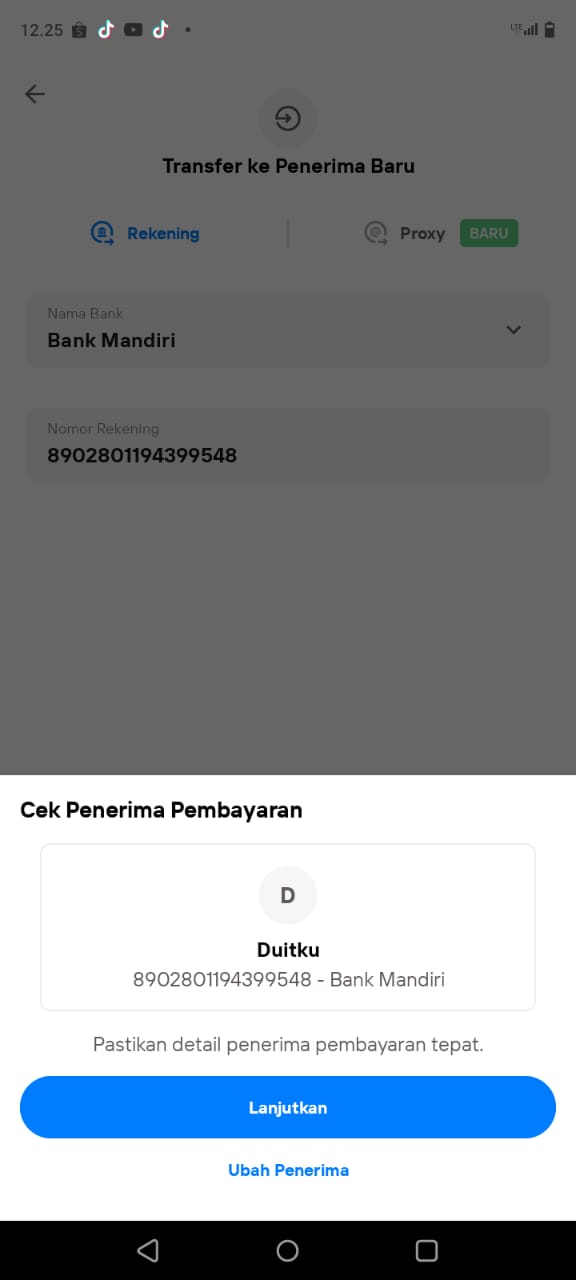 12.25
LTE
Transfer ke Penerima Baru
Rekening
Proxy BARU
Nama Bank
Bank Mandiri
Nomor Rekening
8902801194399548
Cek Penerima Pembayaran
D
Duitku
8902801194399548 - Bank Mandiri
Pastikan detail penerima pembayaran tepat.
Lanjutkan
Ubah Penerima